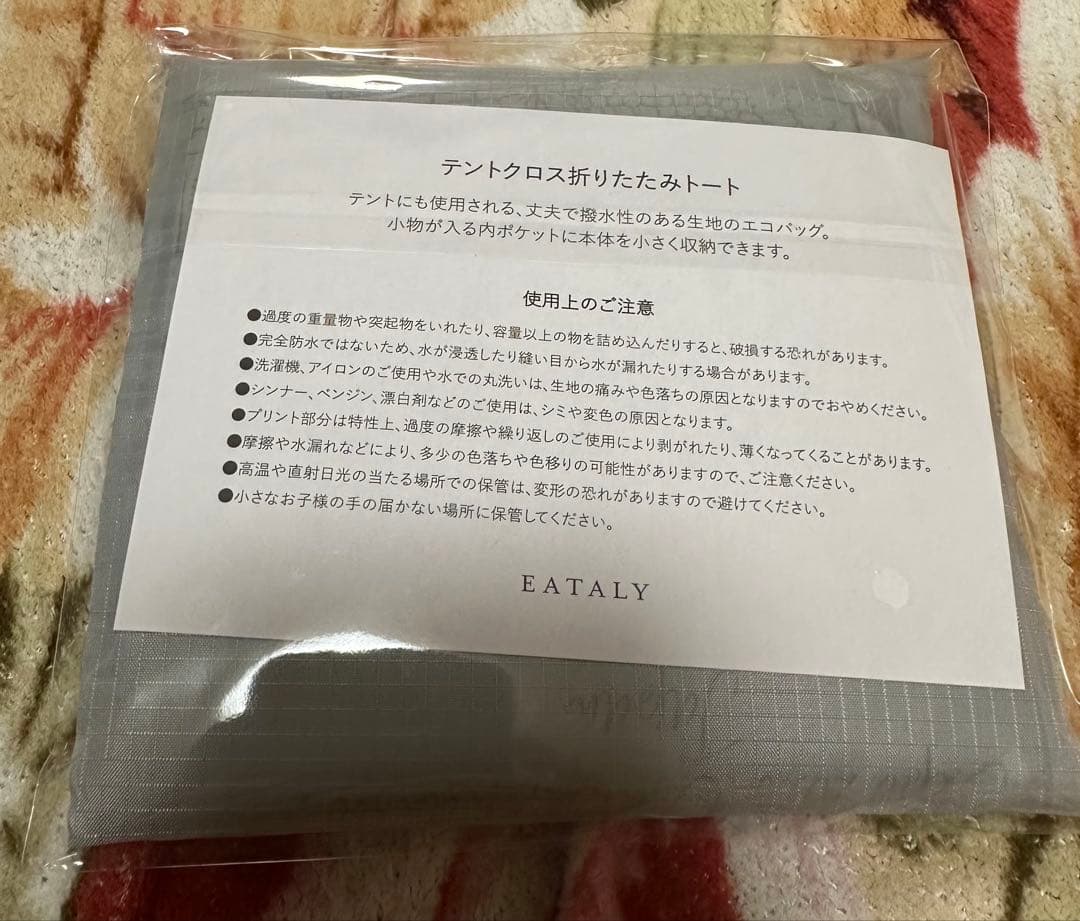 テントクロス折りたたみトート
テントにも使用される、丈夫で撥水性のある生地のエコバッグ。
小物が入る内ポケットに本体を小さく収納できます。
使用上のご注意
●過度の重量物や突起物をいれたり、容量以上の物を詰め込んだりすると、破損する恐れがあります。
●完全防水ではないため、水が浸透したり縫い目から水が漏れたりする場合があります。
●洗濯機、アイロンのご使用や水での丸洗いは、生地の痛みや色落ちの原因となりますのでおやめください。
●シンナー、ベンジン、漂白剤などのご使用は、シミや変色の原因となります。
●プリント部分は特性上、過度の摩擦や繰り返しのご使用により剥がれたり、薄くなってくることがあります。
●摩擦や水漏れなどにより、多少の色落ちや色移りの可能性がありますので、ご注意ください。
●高温や直射日光の当たる場所での保管は、変形の恐れがありますので避けてください。
●小さなお子様の手の届かない場所に保管してください。
EATALY